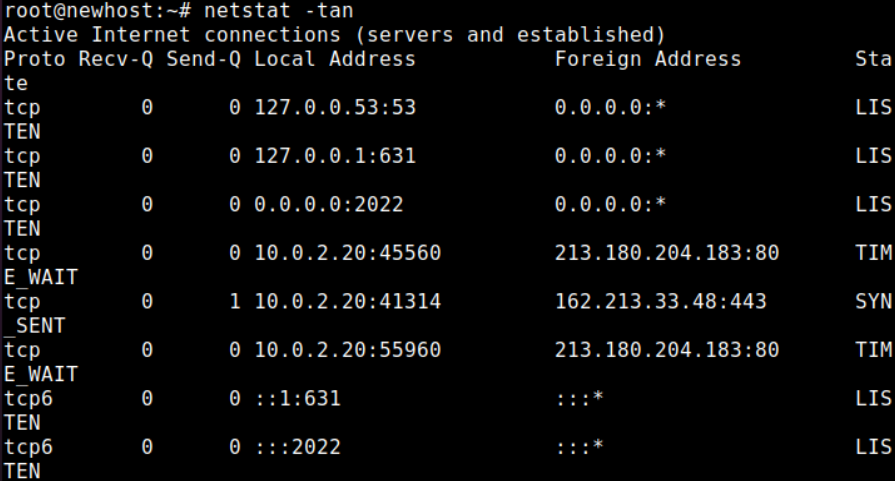 root@newhost:~# netstat -tan
Active Internet connections (servers and established)
Proto Recv-Q Send-Q Local Address           Foreign Address         Sta
te
tcp        0      0 127.0.0.53:53           0.0.0.0:*               LIS
TEN
tcp        0      0 127.0.0.1:631           0.0.0.0:*               LIS
TEN
tcp        0      0 0.0.0.0:2022            0.0.0.0:*               LIS
TEN
tcp        0      0 10.0.2.20:45560         213.180.204.183:80      TIM
E_WAIT
tcp        0      1 10.0.2.20:41314         162.213.33.48:443       SYN
_SENT
tcp        0      0 10.0.2.20:55960         213.180.204.183:80      TIM
E_WAIT
tcp6       0      0 ::1:631                 :::*                    LIS
TEN
tcp6       0      0 :::2022                 :::*                    LIS
TEN